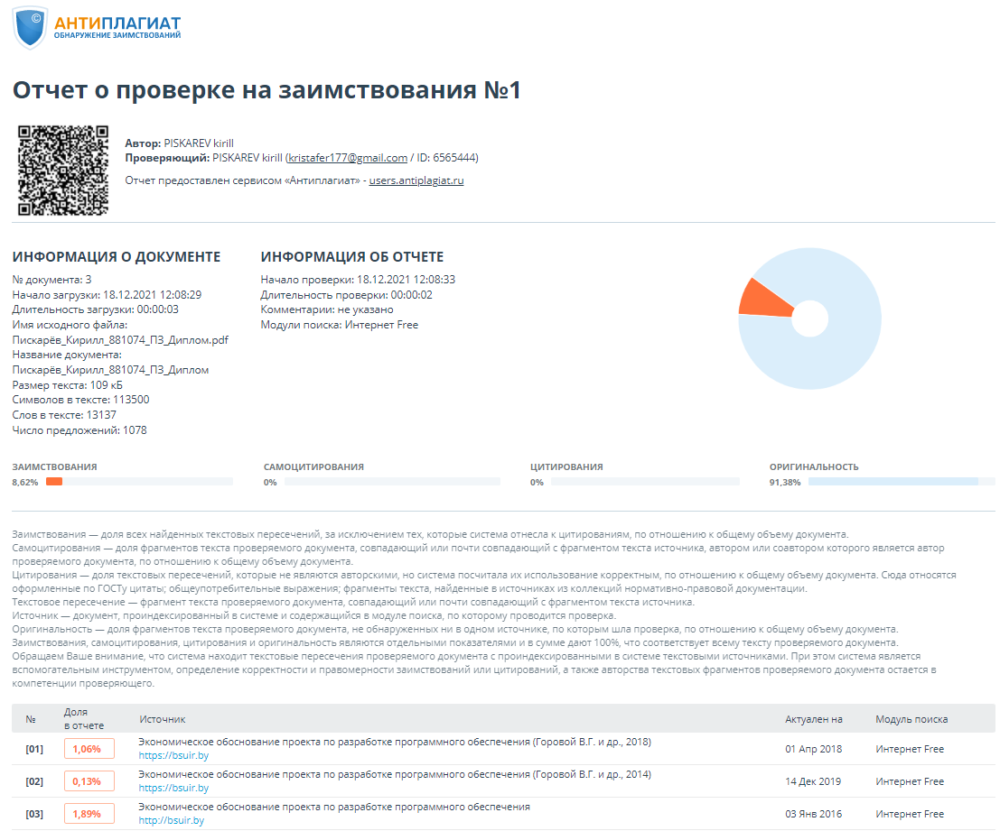 ©
АНТИПЛАГИАТ
ОБНАРУЖЕНИЕ ЗАИМСТВОВАНИЙ
Отчет о проверке на заимствования №1
Автор: PISKAREV kirill
Проверяющий: PISKAREV kirill (kristafer177@gmail.com / ID: 6565444)
Отчет предоставлен сервисом «Антиплагиат» - users.antiplagiat.ru
ИНФОРМАЦИЯ О ДОКУМЕНТЕ
№ документа: 3
Начало загрузки: 18.12.2021 12:08:29
Длительность загрузки: 00:00:03
Имя исходного файла:
Пискарёв_Кирилл_881074_ПЗ_Диплом.pdf
Название документа:
Пискарёв_Кирилл_881074_ПЗ_Диплом
Размер текста: 109 кБ
Символов в тексте: 113500
Слов в тексте: 13137
Число предложений: 1078
ИНФОРМАЦИЯ ОБ ОТЧЕТЕ
Начало проверки: 18.12.2021 12:08:33
Длительность проверки: 00:00:02
Комментарии: не указано
Модули поиска: Интернет Free
ЗАИМСТВОВАНИЯ
8,62%
САМОЦИТИРОВАНИЯ
0%
ЦИТИРОВАНИЯ
0%
ОРИГИНАЛЬНОСТЬ
91,38%
Заимствования — доля всех найденных текстовых пересечений, за исключением тех, которые система отнесла к цитированиям, по отношению к общему объему документа.
Самоцитирования — доля фрагментов текста проверяемого документа, совпадающий или почти совпадающий с фрагментом текста источника, автором или соавтором которого является автор
проверяемого документа, по отношению к общему объему документа.
Цитирования — доля текстовых пересечений, которые не являются авторскими, но система посчитала их использование корректным, по отношению к общему объему документа. Сюда относятся
оформленные по ГОСТу цитаты; общеупотребительные выражения; фрагменты текста, найденные в источниках из коллекций нормативно-правовой документации.
Текстовое пересечение — фрагмент текста проверяемого документа, совпадающий или почти совпадающий с фрагментом текста источника.
Источник — документ, проиндексированный в системе и содержащийся в модуле поиска, по которому проводится проверка.
Оригинальность — доля фрагментов текста проверяемого документа, не обнаруженных ни в одном источнике, по которым шла проверка, по отношению к общему объему документа.
Заимствования, самоцитирования, цитирования и оригинальность являются отдельными показателями и в сумме дают 100%, что соответствует всему тексту проверяемого документа.
Обращаем Ваше внимание, что система находит текстовые пересечения проверяемого документа с проиндексированными в системе текстовыми источниками. При этом система является
вспомогательным инструментом, определение корректности и правомерности заимствований или цитирований, а также авторства текстовых фрагментов проверяемого документа остается в
компетенции проверяющего.
№ Доля в отчете Источник Актуален на Модуль поиска
[01] 1,06% Экономическое обоснование проекта по разработке программного обеспечения (Горовой В.Г. и др., 2018) 01 Апр 2018 Интернет Free
https://bsuir.by
[02] 0,13% Экономическое обоснование проекта по разработке программного обеспечения (Горовой В.Г. и др., 2014) 14 Дек 2019 Интернет Free
https://bsuir.by
[03] 1,89% Экономическое обоснование проекта по разработке программного обеспечения 03 Янв 2016 Интернет Free
http://bsuir.by